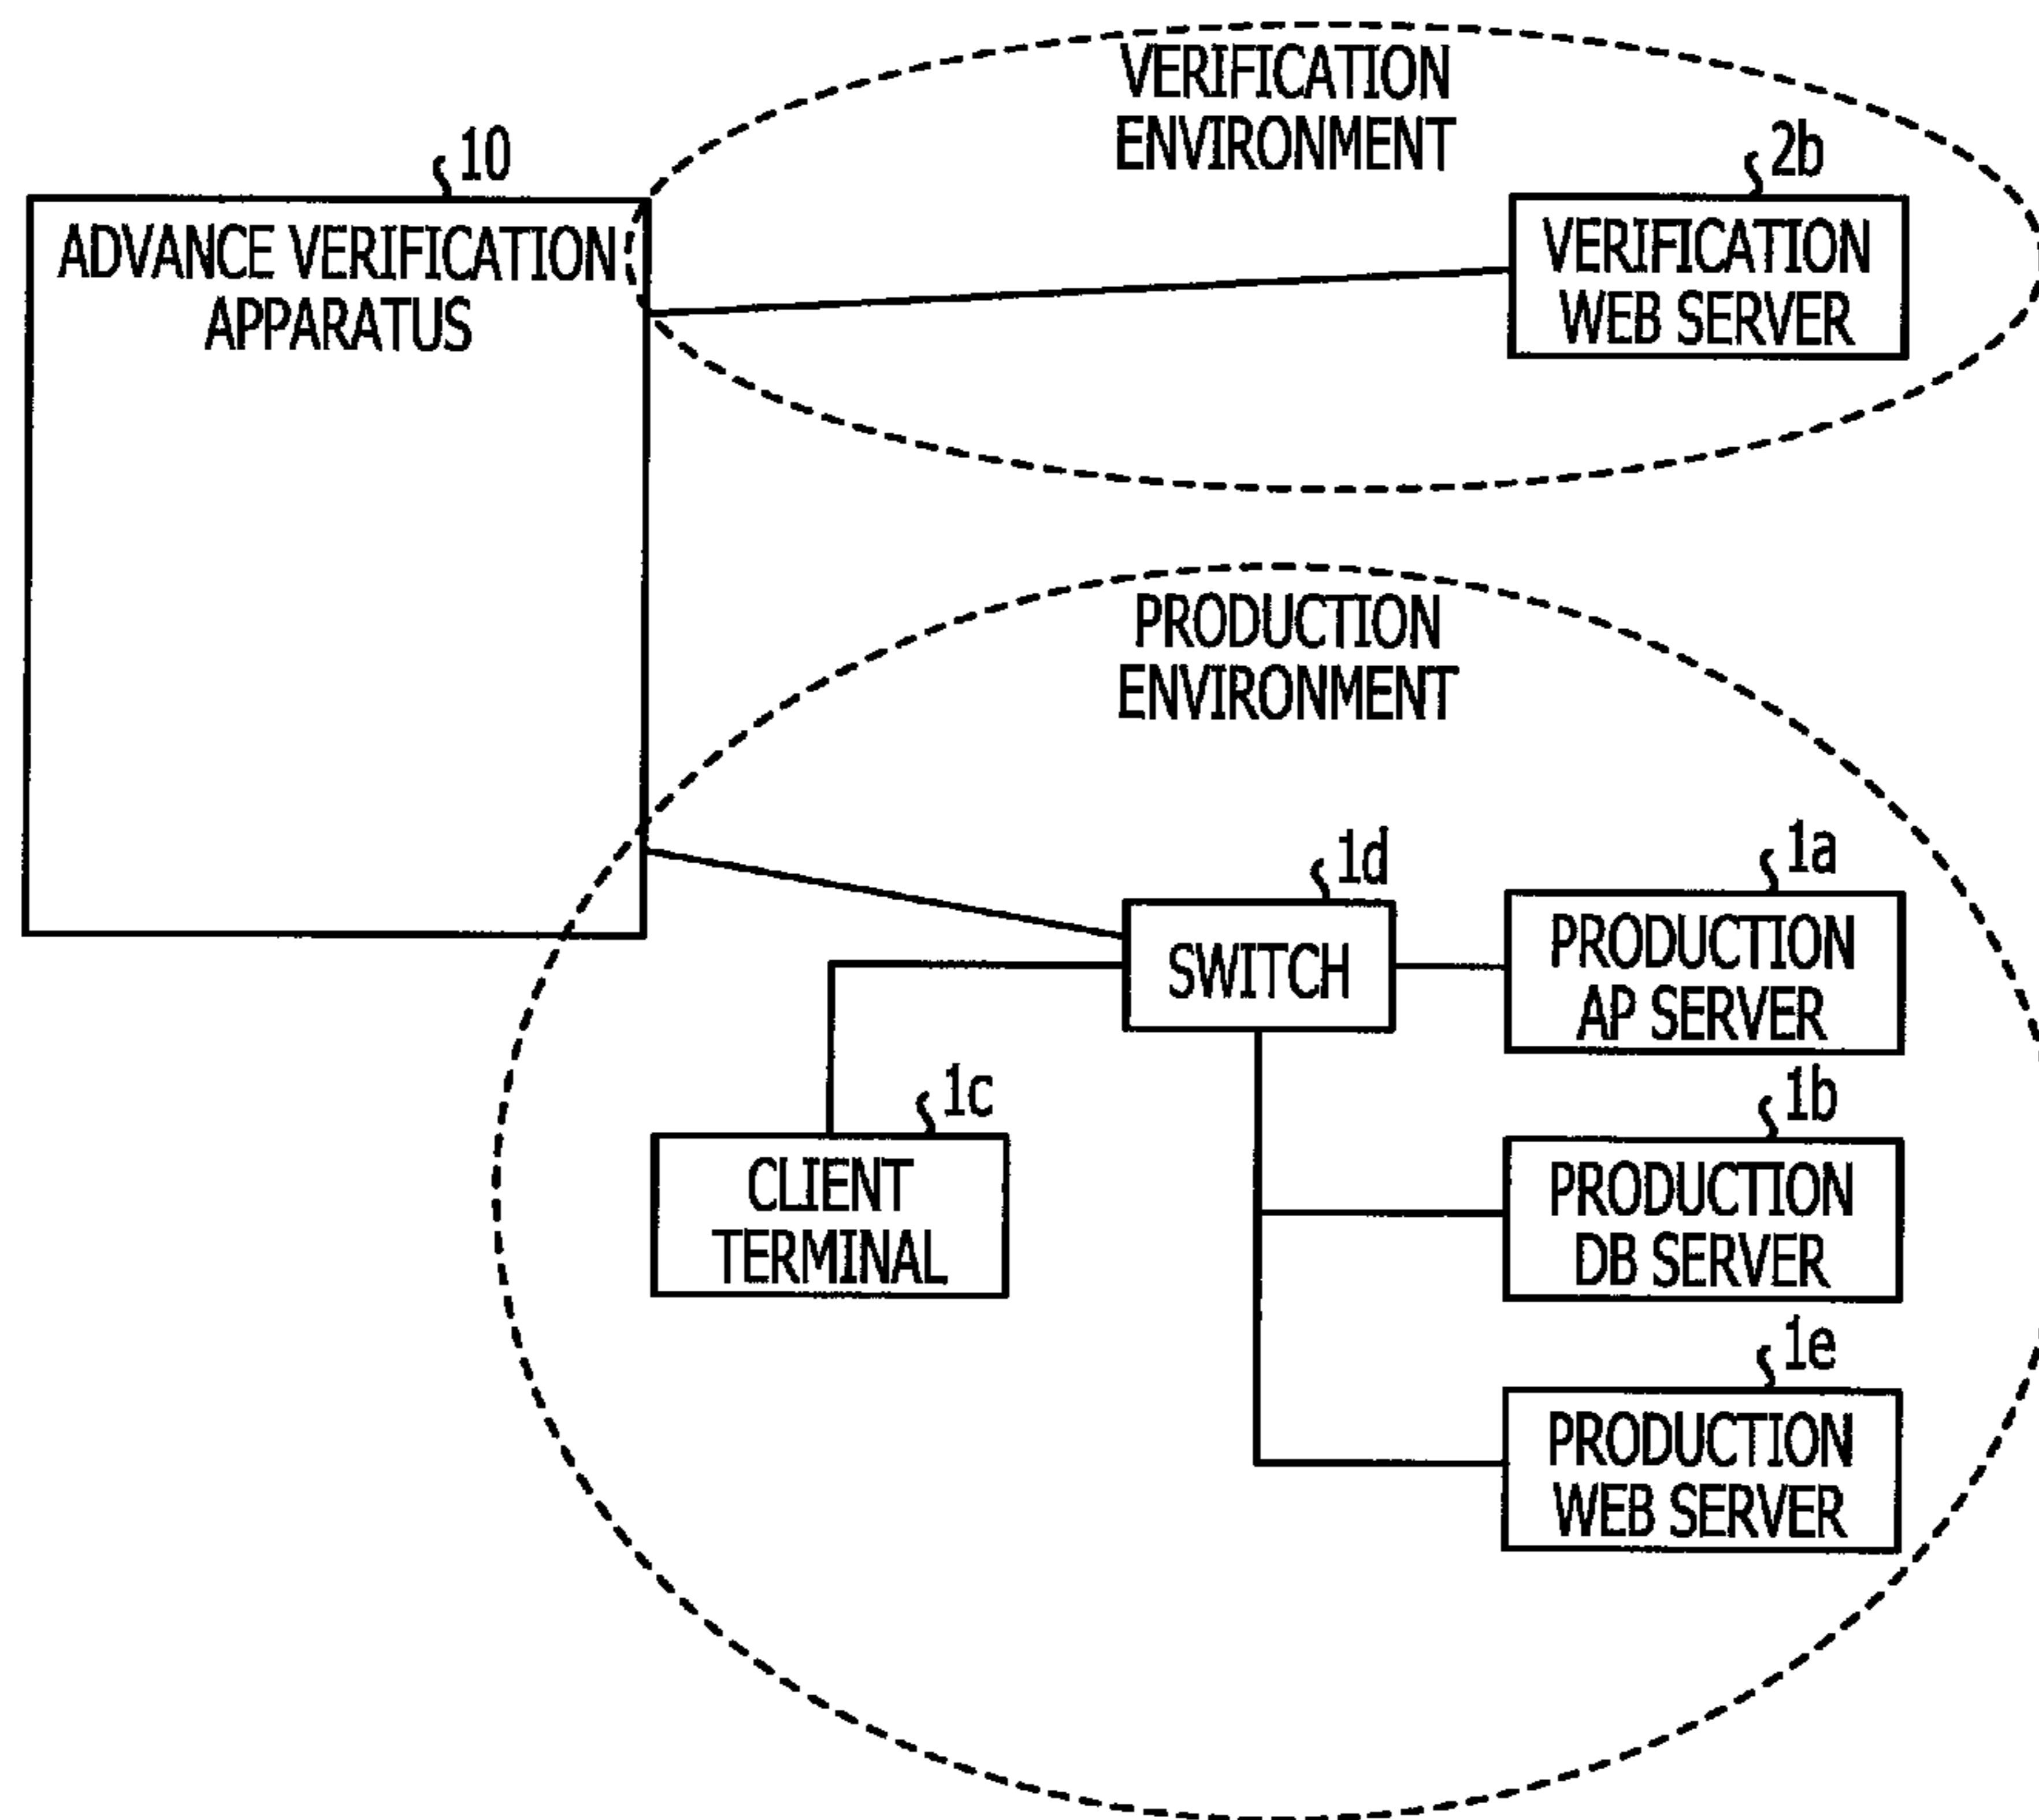 VERIFICATION
ENVIRONMENT
10
2b
ADVANCE VERIFICATION
APPARATUS
VERIFICATION
WEB SERVER
PRODUCTION
ENVIRONMENT
1d
1a
SWITCH
PRODUCTION
AP SERVER
1c
1b
CLIENT
TERMINAL
PRODUCTION
DB SERVER
1e
PRODUCTION
WEB SERVER